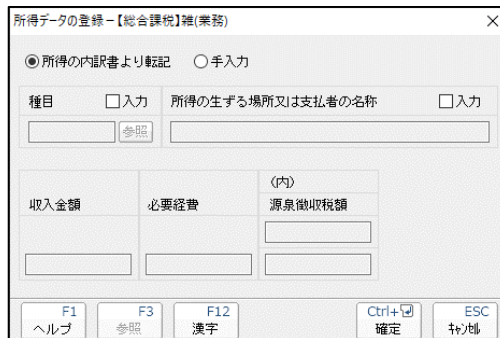 所得データの登録－【総合課税】雑(業務)
所得の内訳書より転記 手入力
種目 入力 所得の生ずる場所又は支払者の名称 入力
参照
(内)
収入金額 必要経費 源泉徴収税額
F1 F3 F12 Ctrl+ ESC
ヘルプ 参照 漢字 確定 ｷｬﾝｾﾙ